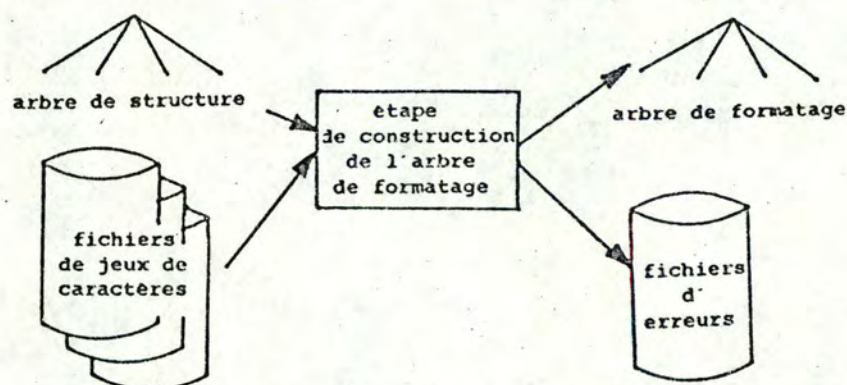 arbre de structure
fichiers
de jeux de
caractères
etape
de construction
de l'arbre
de formatage
arbre de formatage
fichiers
d'
erreurs